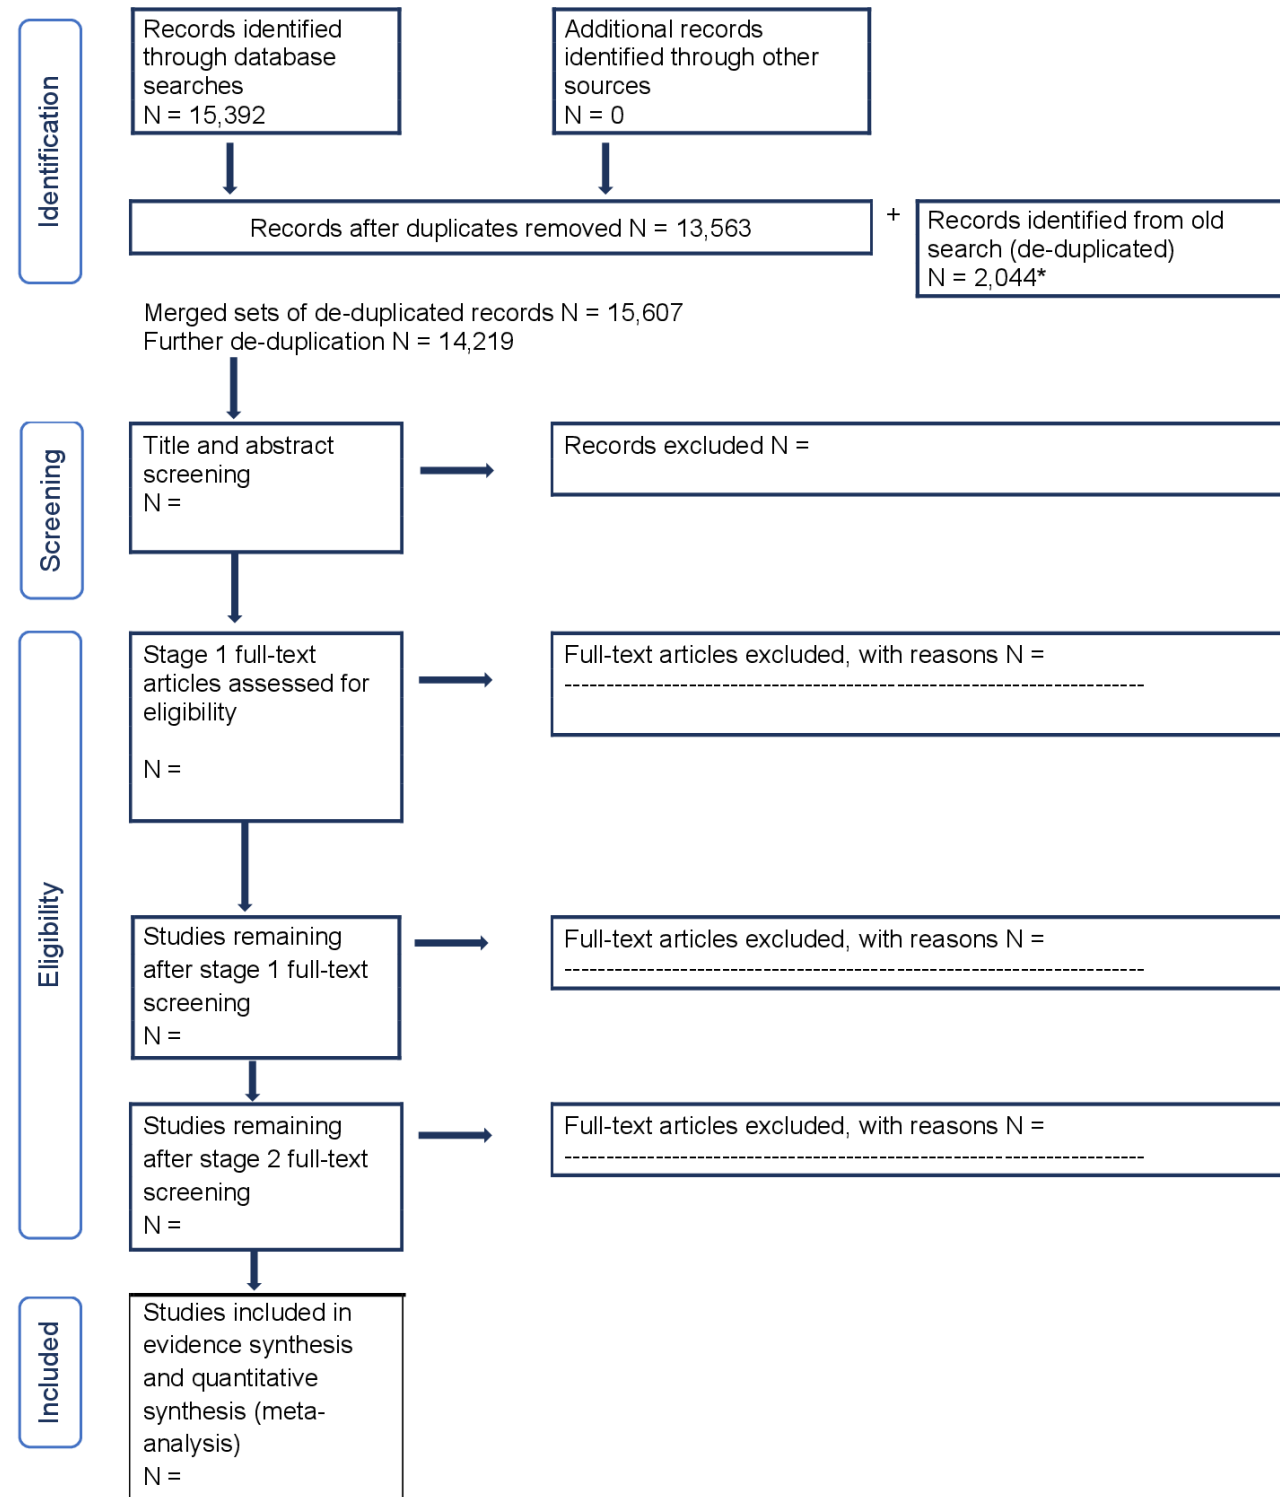 Identification
Records identified
through database
searches
N = 15,392
Additional records
identified through other
sources
N = 0
Records after duplicates removed N = 13,563
+
Records identified from old
search (de-duplicated)
N = 2,044*
Merged sets of de-duplicated records N = 15,607
Further de-duplication N = 14,219
Screening
Title and abstract
screening
N =
Records excluded N =
Eligibility
Stage 1 full-text
articles assessed for
eligibility
N =
Full-text articles excluded, with reasons N =
----------------------------------------------------------------------
Studies remaining
after stage 1 full-text
screening
N =
Full-text articles excluded, with reasons N =
----------------------------------------------------------------------
Studies remaining
after stage 2 full-text
screening
N =
Full-text articles excluded, with reasons N =
----------------------------------------------------------------------
Included
Studies included in
evidence synthesis
and quantitative
synthesis (meta-
analysis)
N =